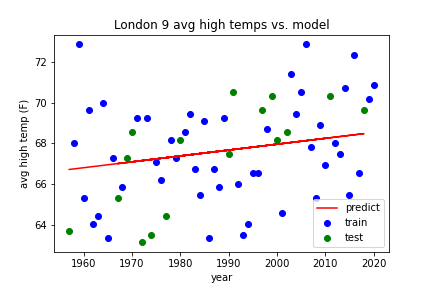 London 9 avg high temps vs. model
avg high temp (F)
72
70
68
66
64
1960
1970
1980
1990
2000
2010
2020
year
predict
train
test